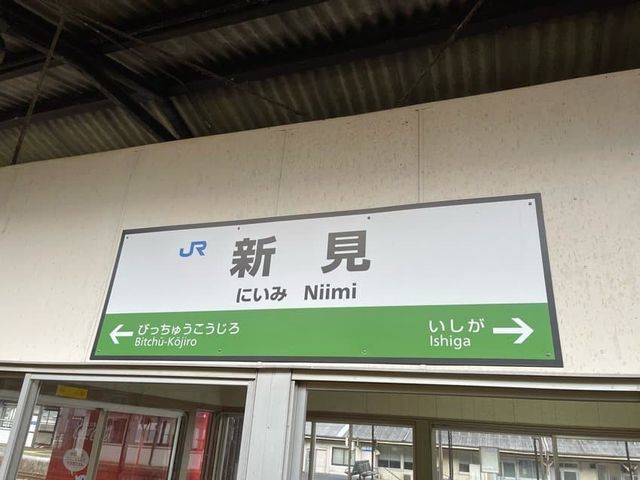 JR 新見
にいみ Niimi
← びっちゅうこうじろ いしが →
Bitchū-Kōjiro Ishiga